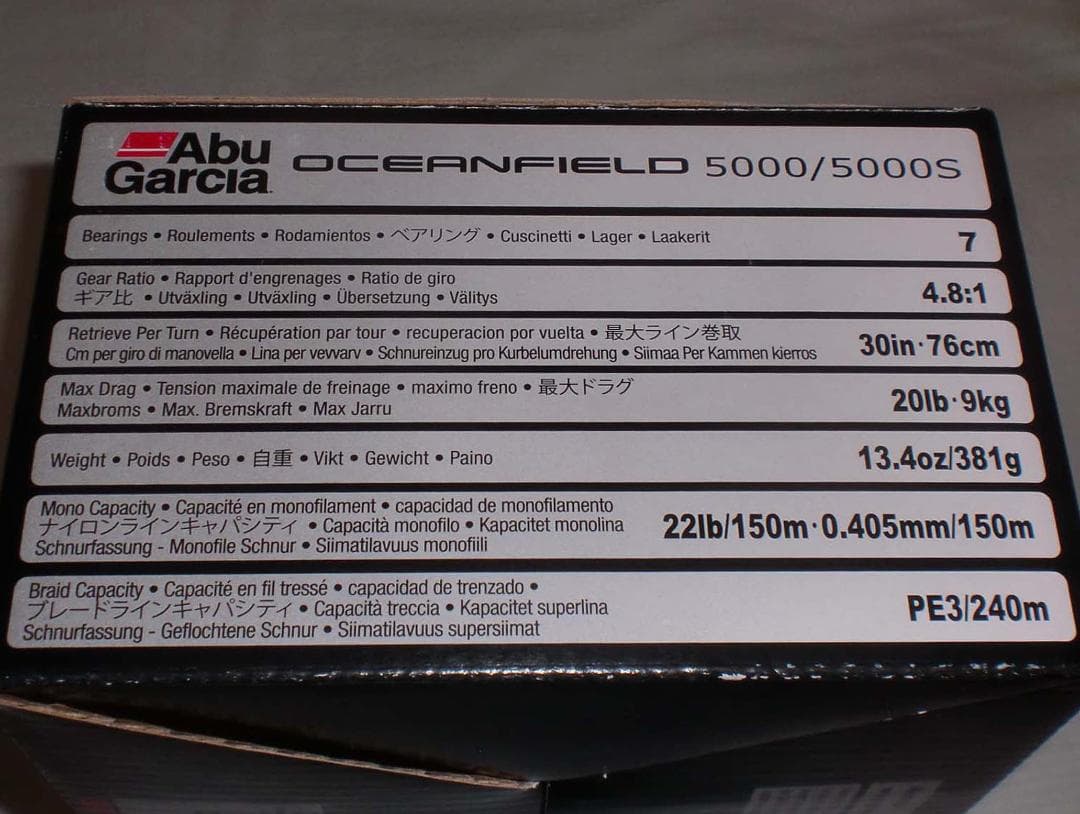 Abu Garcia OCEANFIELD 5000/5000S
Bearings • Roulements • Rodamientos • ベアリング • Cuscinetti • Lager • Laakerit 7
Gear Ratio • Rapport d'engrenages • Ratio de giro
ギア比 • Utväxling • Utväxling • Übersetzung • Välitys 4.8:1
Retrieve Per Turn • Récupération par tour • recuperacion por vuelta • 最大ライン巻取
Cm per giro di manovella • Lina per vevvarv • Schnureinzug pro Kurbelumdrehung • Siimaa Per Kammen kierros 30in·76cm
Max Drag • Tension maximale de freinage • maximo freno • 最大ドラグ
Maxbroms • Max. Bremskraft • Max Jarru 20lb·9kg
Weight • Poids • Peso • 自重 • Vikt • Gewicht • Paino 13.4oz/381g
Mono Capacity • Capacité en monofilament • capacidad de monofilamento
ナイロンラインキャパシティ • Capacità monofilo • Kapacitet monolina 22lb/150m·0.405mm/150m
Schnurfassung - Monofile Schnur • Siimatilavuus monofiili
Braid Capacity • Capacité en fil tressé • capacidad de trenzado •
ブレードラインキャパシティ • Capacità treccia • Kapacitet superlina PE3/240m
Schnurfassung - Geflochtene Schnur • Siimatilavuus supersiimat